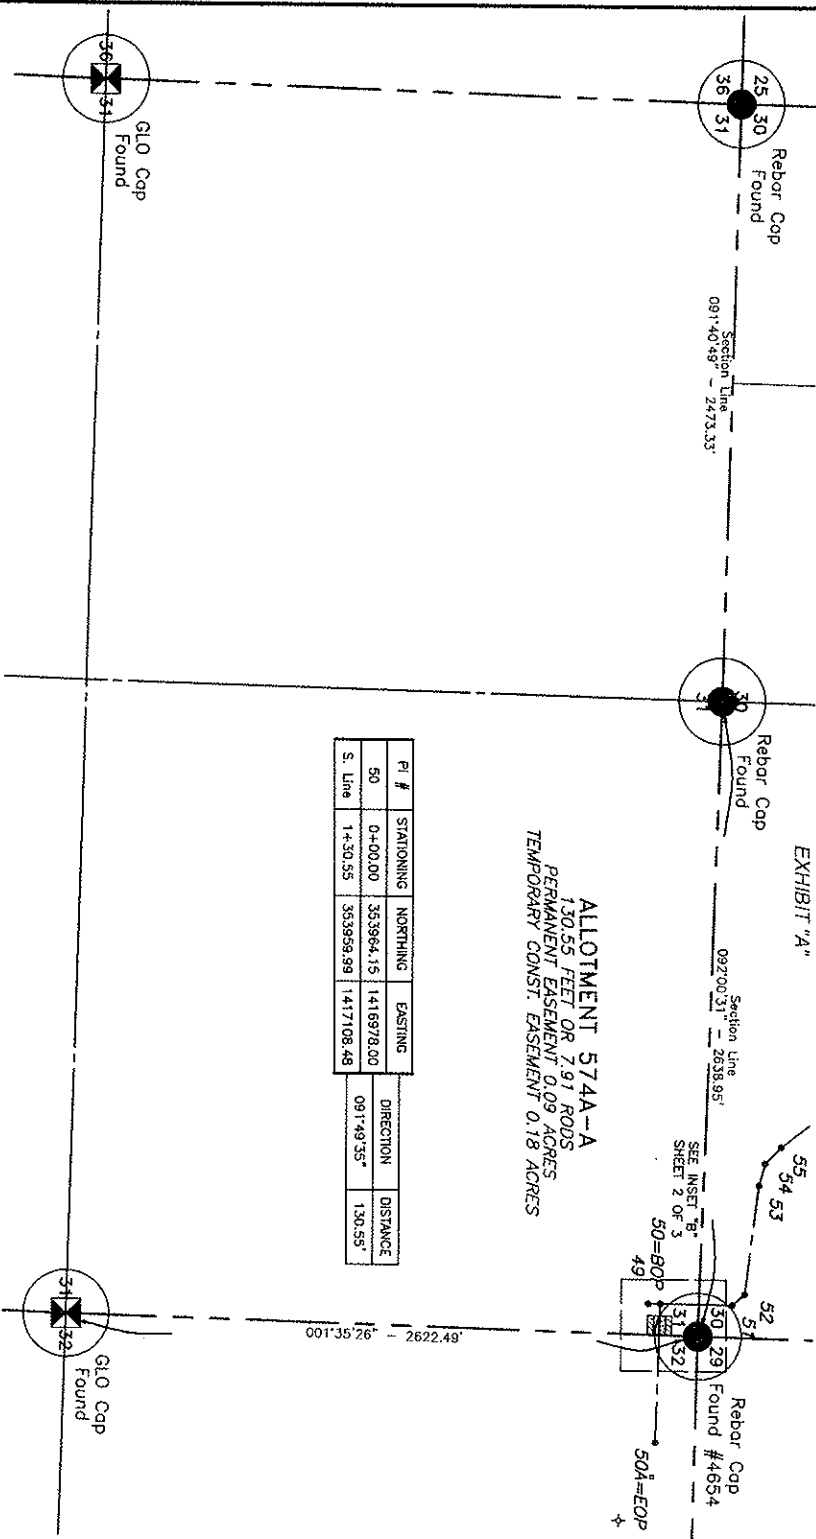 EXHIBIT "A"
25 30
36 31
Rebar Cap
Found
Section Line
091°40'49" - 2473.33'
30
31
Rebar Cap
Found
Section Line
092°00'31" - 2638.95'
55
54
53
52
51
SEE INSET "B"
SHEET 2 OF 3
50=BOP
49
30 29
31 32
Rebar Cap
Found #4654
50A=EOP
ALLOTMENT 574A-A
130.55 FEET OR 7.91 RODS
PERMANENT EASEMENT 0.09 ACRES
TEMPORARY CONST. EASEMENT 0.18 ACRES
PI # STATIONING NORTHING EASTING DIRECTION DISTANCE
50 0+00.00 353964.15 1416978.00
091°49'35" 130.55'
S. Line 1+30.55 353959.99 1417108.48
001°35'26" - 2622.49'
36
31
GLO Cap
Found
31
32
GLO Cap
Found